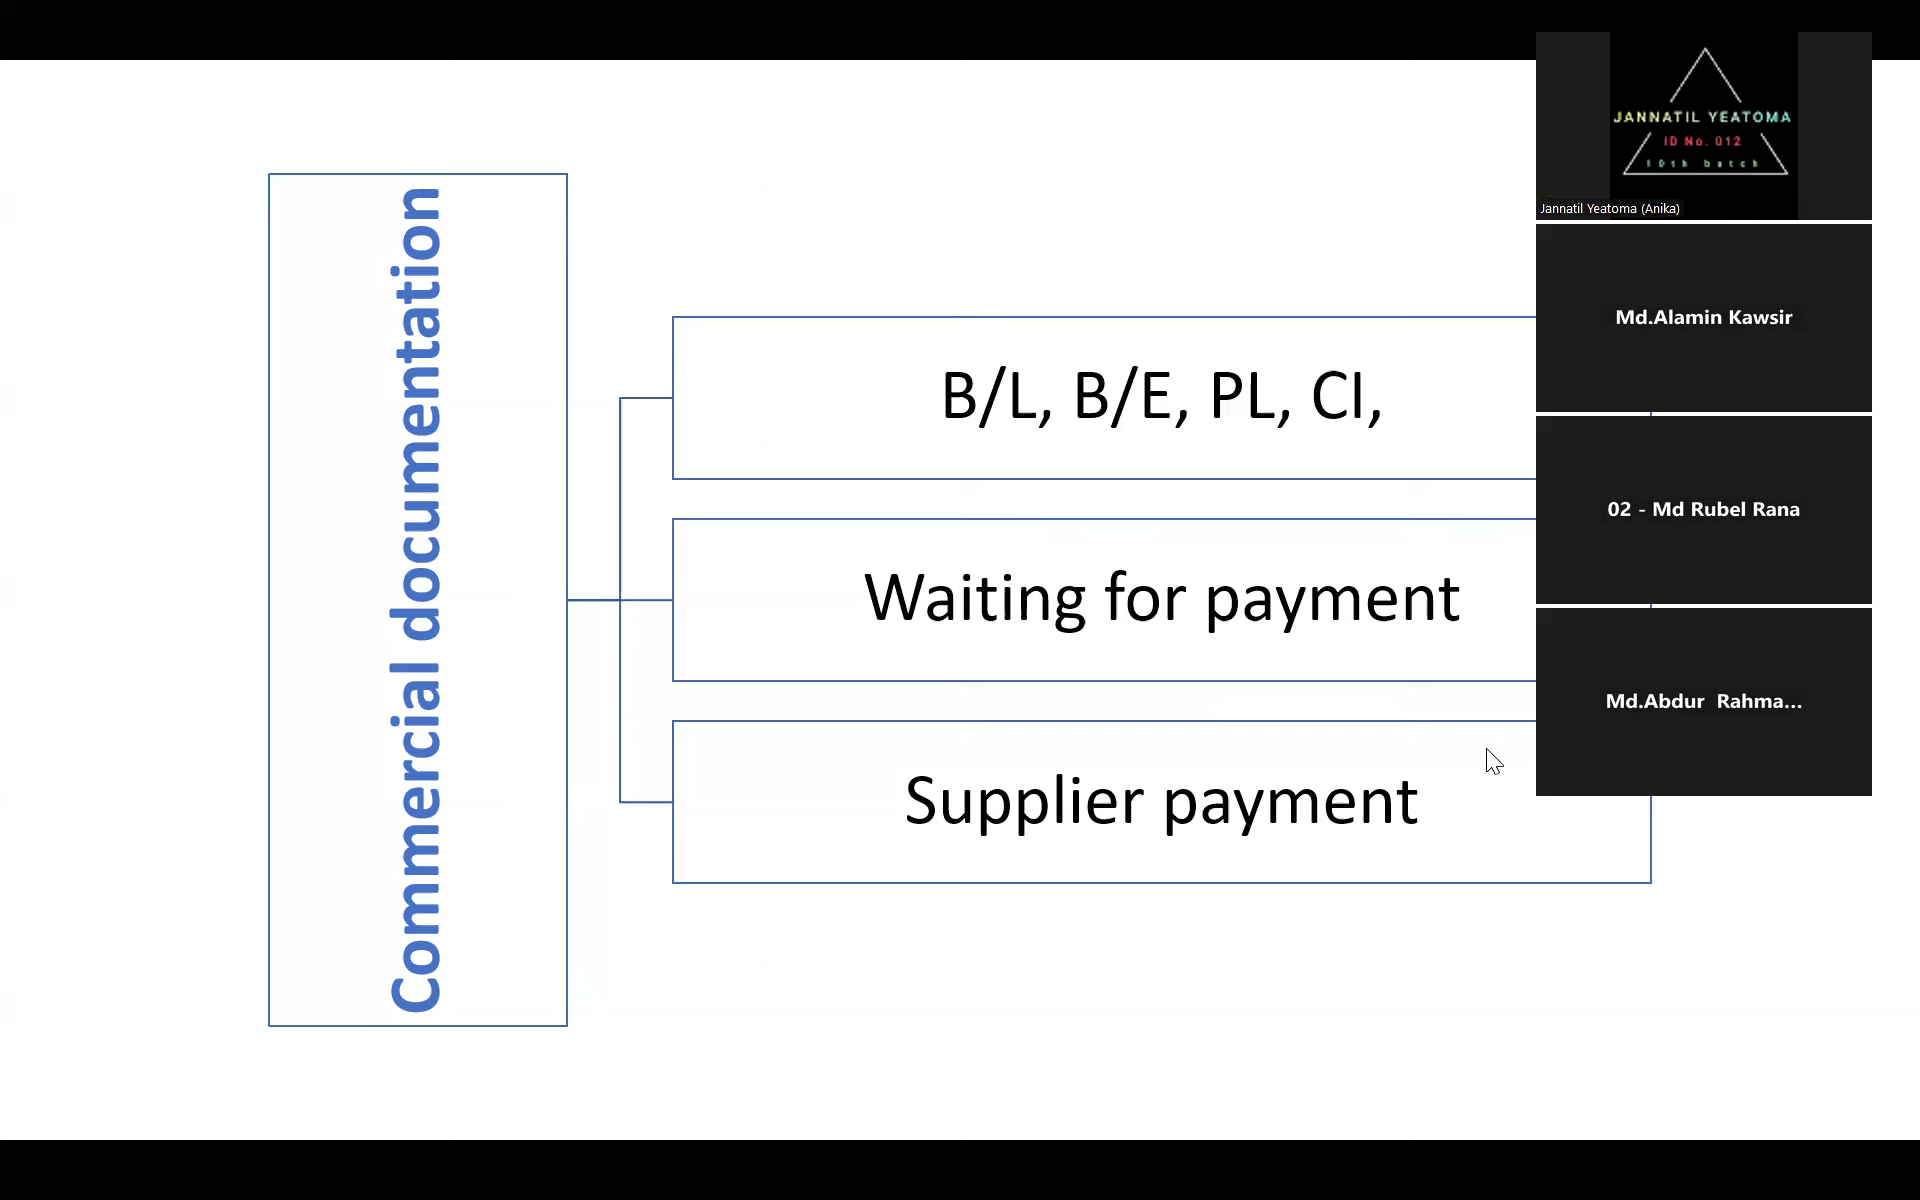 Commercial documentation
B/L, B/E, PL, CI,
Waiting for payment
Supplier payment
JANNATIL YEATOMA
ID No. 012
10th batch
Jannatil Yeatoma (Anika)
Md.Alamin Kawsir
02 - Md Rubel Rana
Md.Abdur Rahma...